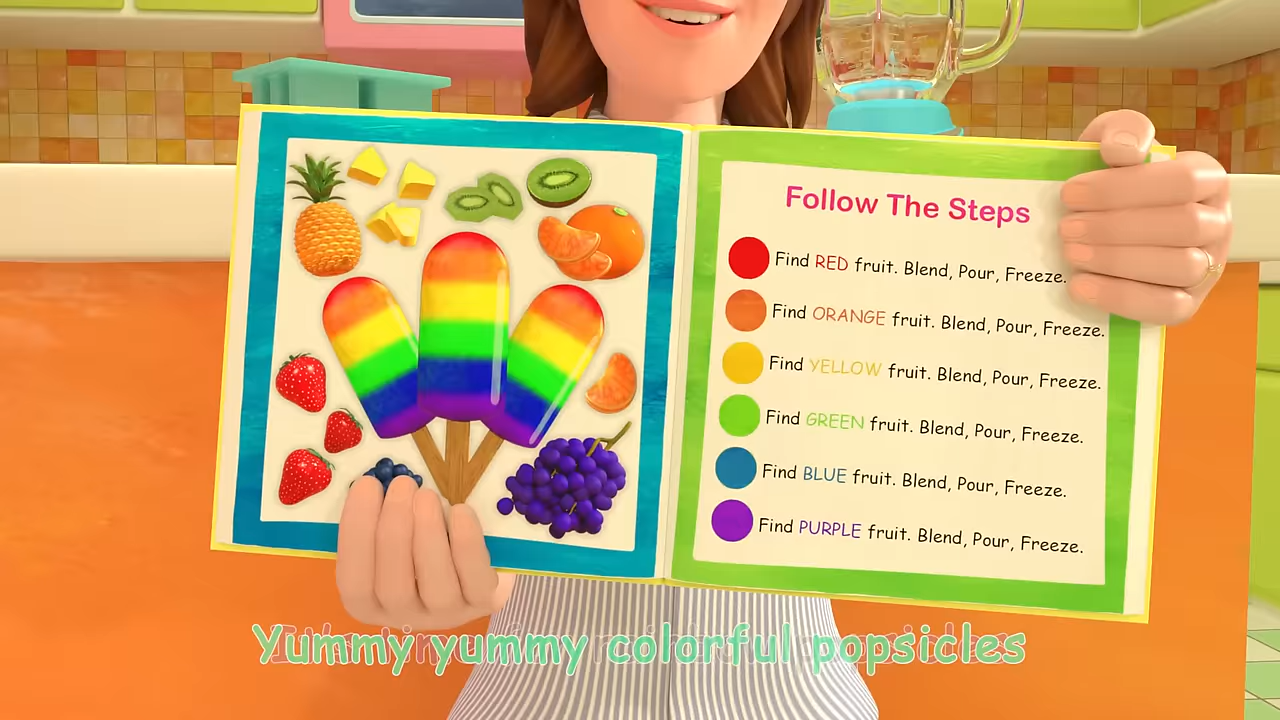 Follow The Steps
Find RED fruit. Blend, Pour, Freeze.
Find ORANGE fruit. Blend, Pour, Freeze.
Find YELLOW fruit. Blend, Pour, Freeze.
Find GREEN fruit. Blend, Pour, Freeze.
Find BLUE fruit. Blend, Pour, Freeze.
Find PURPLE fruit. Blend, Pour, Freeze.
Yummy yummy colorful popsicles